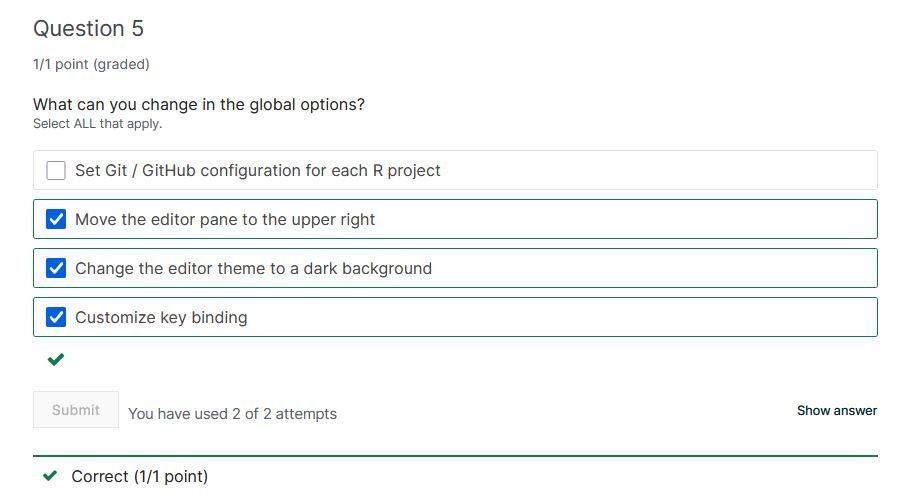 Question 5
1/1 point (graded)
What can you change in the global options?
Select ALL that apply.
Set Git / GitHub configuration for each R project
Move the editor pane to the upper right
Change the editor theme to a dark background
Customize key binding
Submit
You have used 2 of 2 attempts
Show answer
Correct (1/1 point)